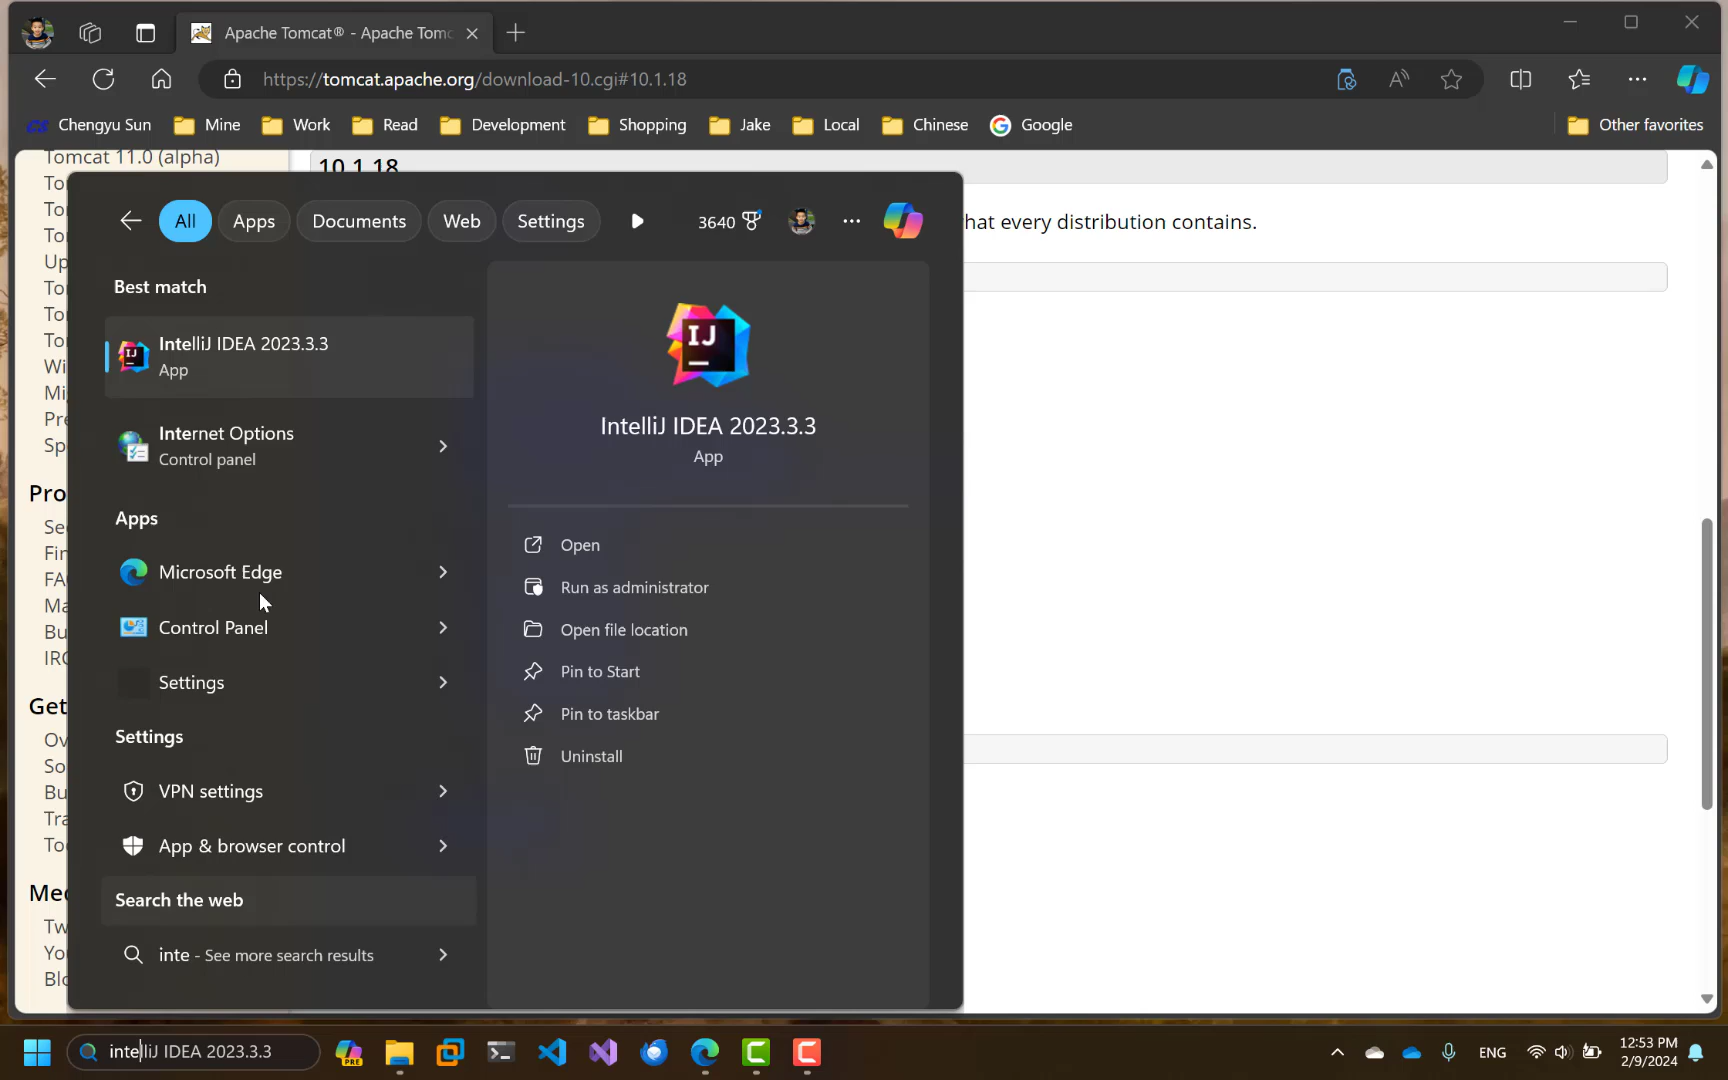 Apache Tomcat® - Apache Tomc
https://tomcat.apache.org/download-10.cgi#10.1.18
Chengyu Sun
Mine
Work
Read
Development
Shopping
Jake
Local
Chinese
Google
Other favorites
Tomcat 11.0 (alpha)
10.1.18
hat every distribution contains.
All
Apps
Documents
Web
Settings
3640
Best match
IntelliJ IDEA 2023.3.3
App
Internet Options
Control panel
Apps
Microsoft Edge
Control Panel
Settings
Settings
VPN settings
App & browser control
Search the web
inte - See more search results
IJ
IntelliJ IDEA 2023.3.3
App
Open
Run as administrator
Open file location
Pin to Start
Pin to taskbar
Uninstall
Pro
Get
intelliJ IDEA 2023.3.3
PRE
ENG
12:53 PM
2/9/2024